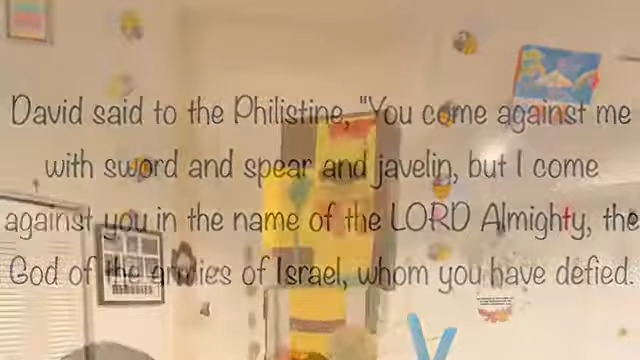 David said to the Philistine, "You come against me
with sword and spear and javelin, but I come
against you in the name of the LORD Almighty, the
God of the armies of Israel, whom you have defied.